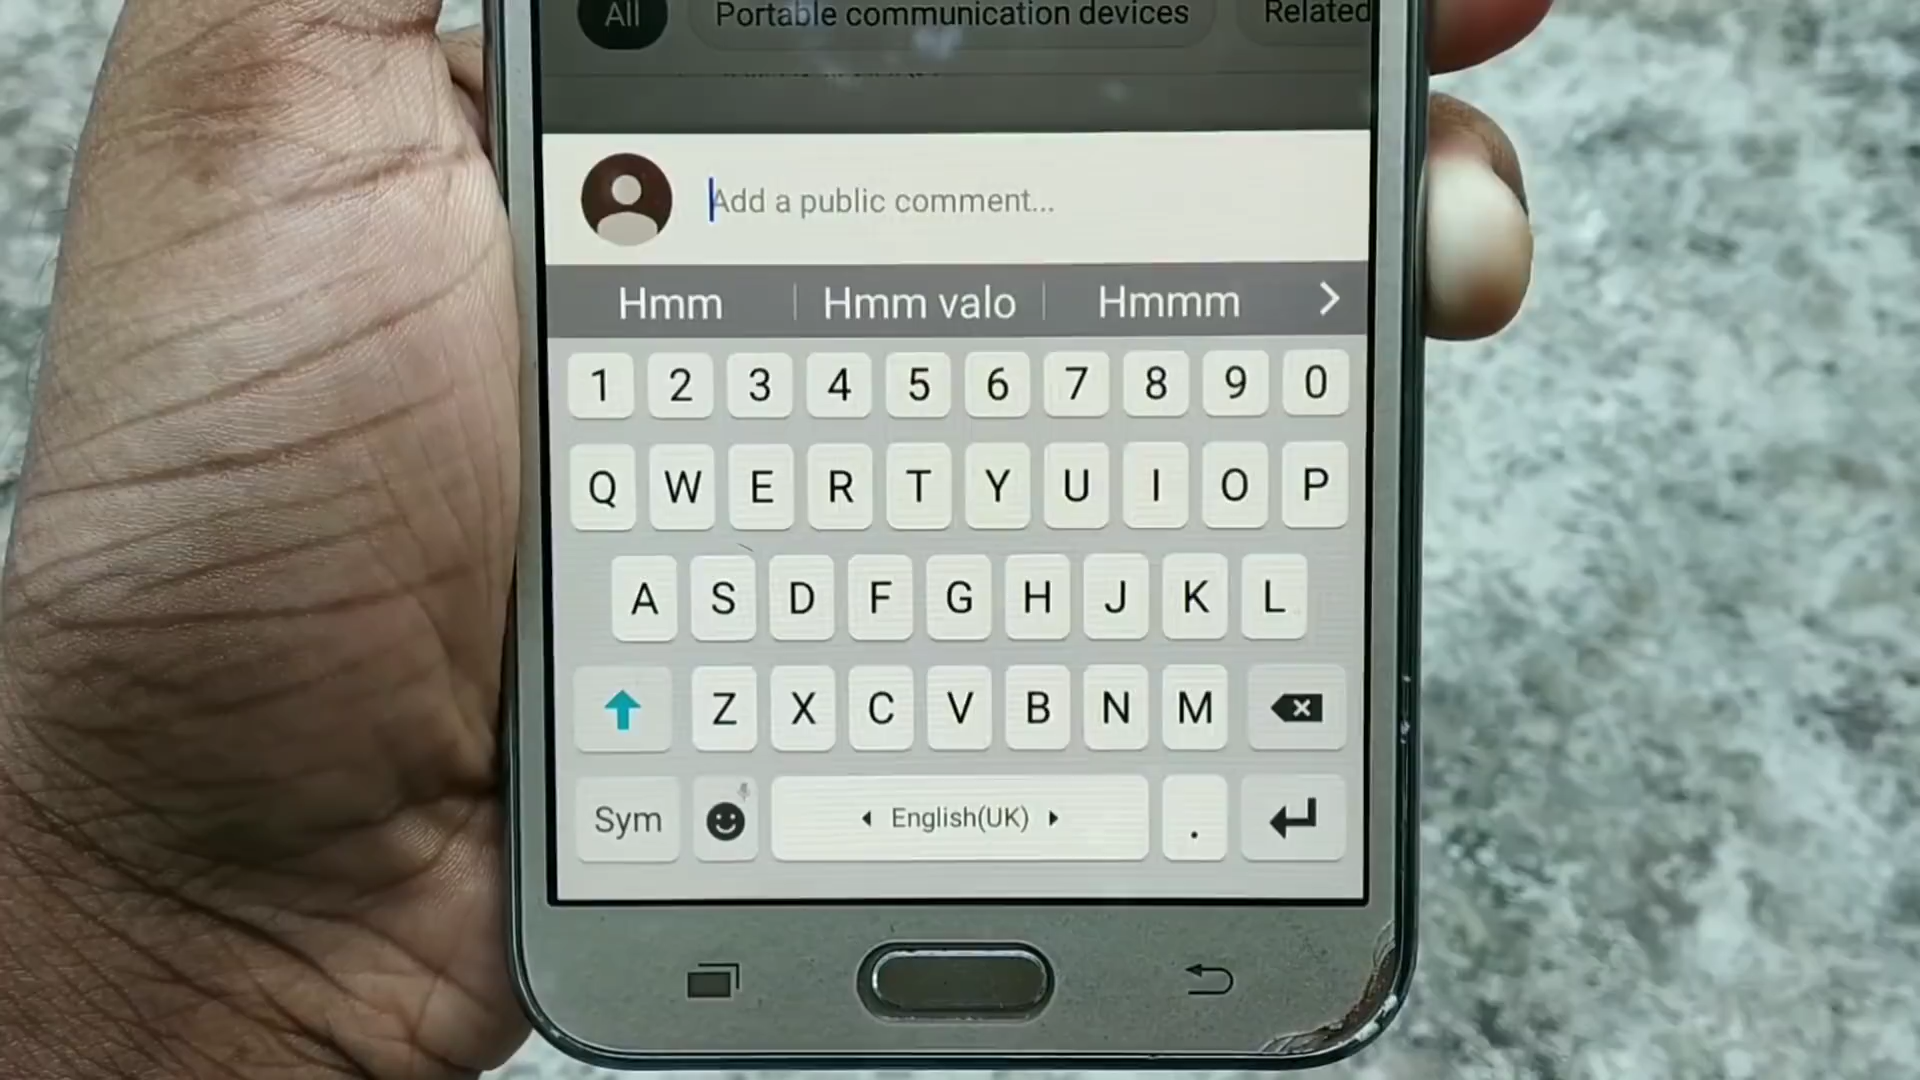 All Portable communication devices Related
Add a public comment...
Hmm Hmm valo Hmmm
1 2 3 4 5 6 7 8 9 0
Q W E R T Y U I O P
A S D F G H J K L
Z X C V B N M
Sym English(UK) .